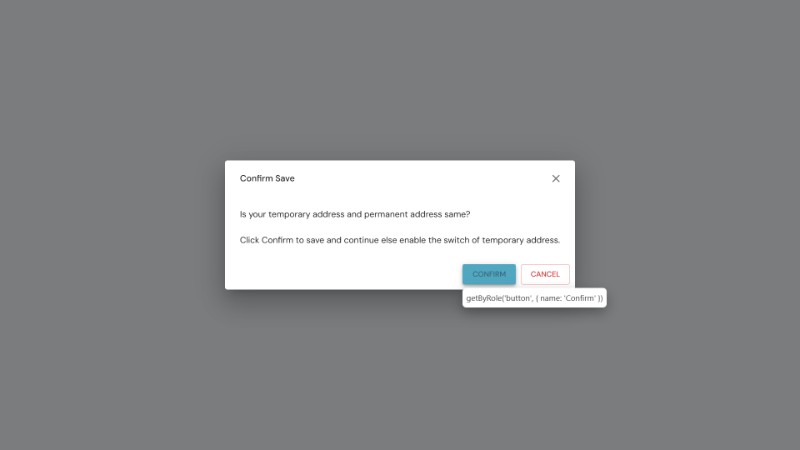 Confirm Save
Is your temporary address and permanent address same?
Click Confirm to save and continue else enable the switch of temporary address.
CONFIRM
CANCEL
getByRole('button', { name: 'Confirm' })